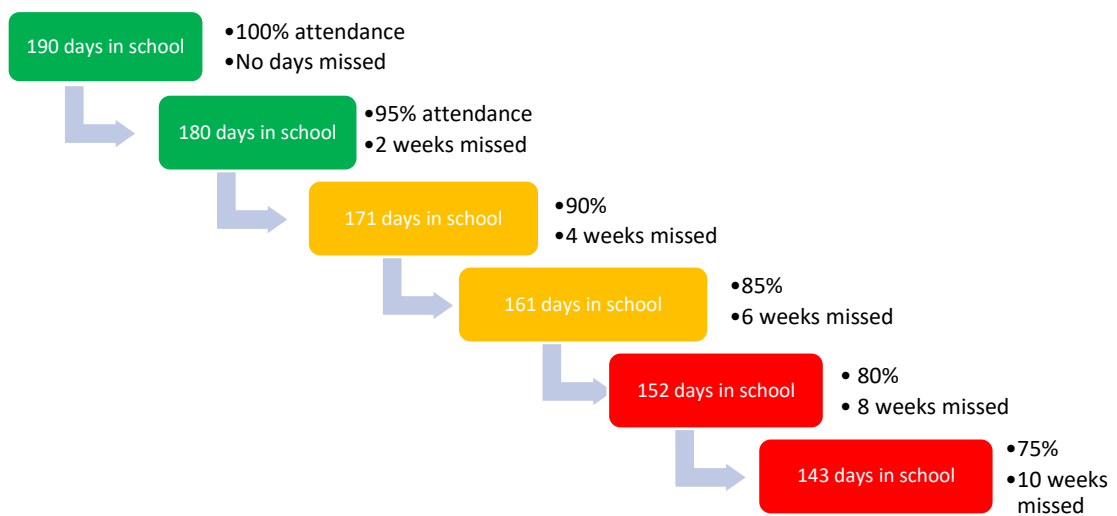 190 days in school
•100% attendance
•No days missed
180 days in school
•95% attendance
•2 weeks missed
171 days in school
•90%
•4 weeks missed
161 days in school
•85%
•6 weeks missed
152 days in school
• 80%
• 8 weeks missed
143 days in school
•75%
•10 weeks
missed